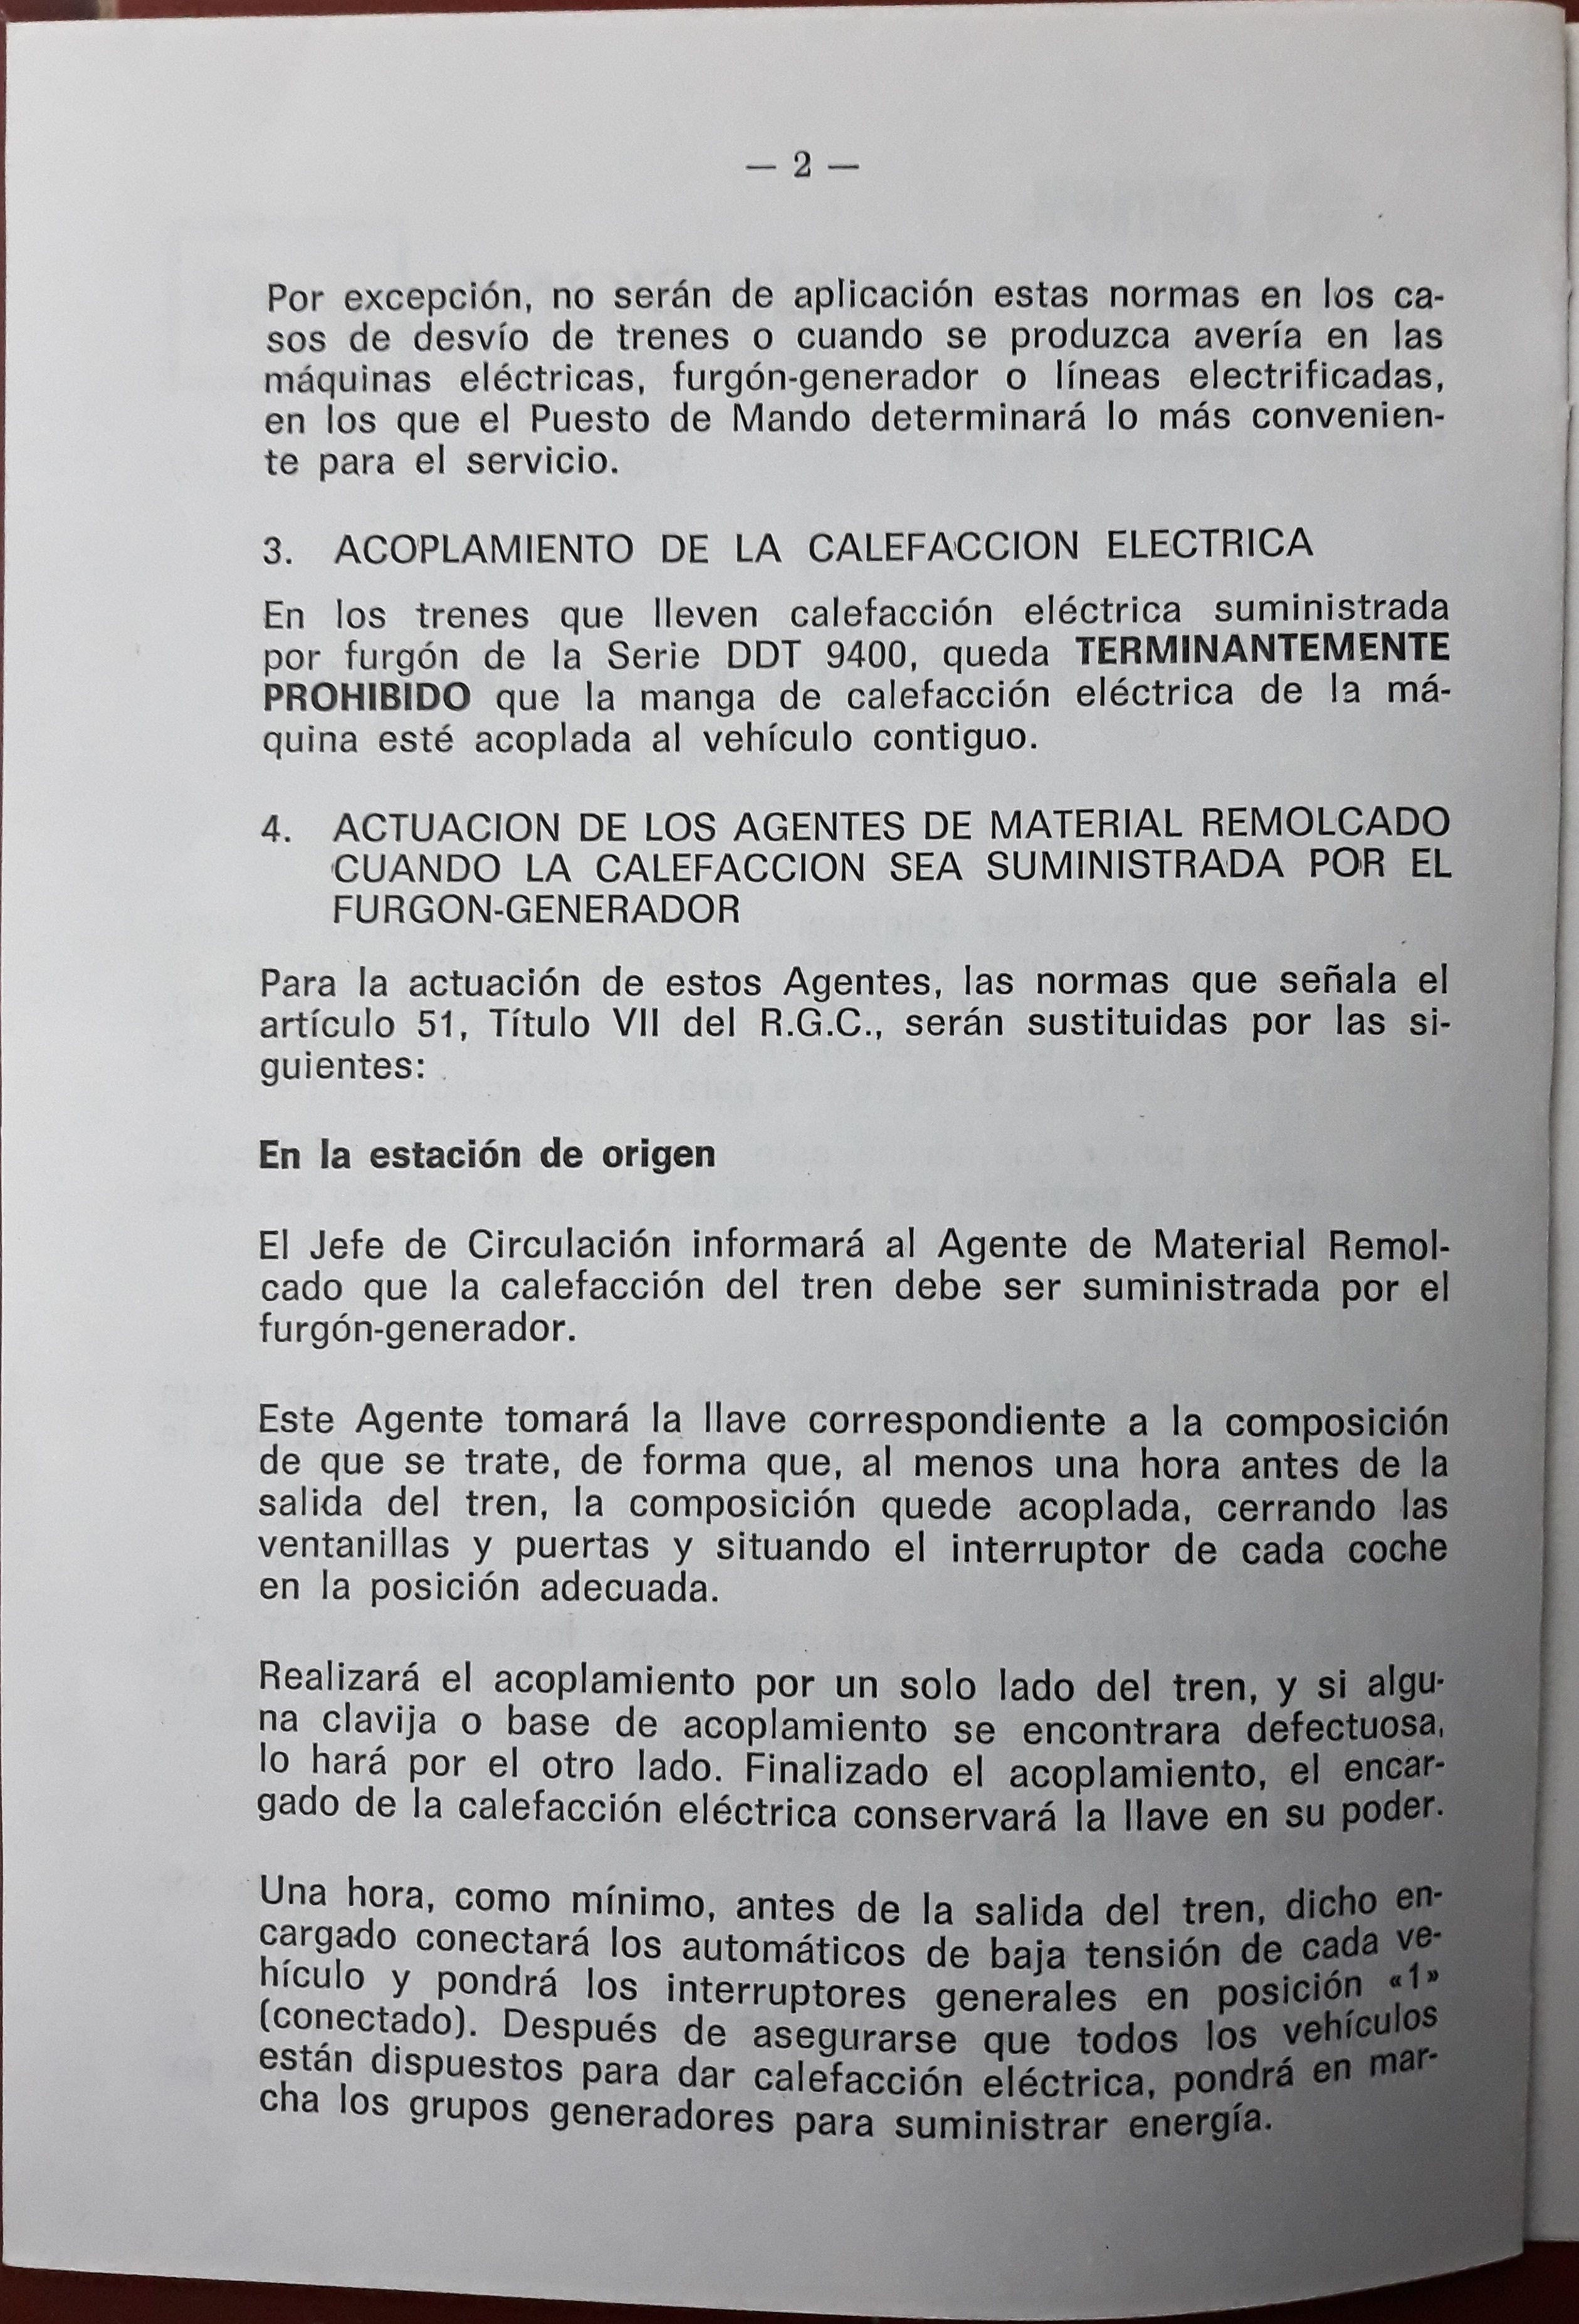 — 2 —
Por excepción, no serán de aplicación estas normas en los ca-
sos de desvío de trenes o cuando se produzca avería en las
máquinas eléctricas, furgón-generador o líneas electrificadas,
en los que el Puesto de Mando determinará lo más convenien-
te para el servicio.
3. ACOPLAMIENTO DE LA CALEFACCION ELECTRICA
En los trenes que lleven calefacción eléctrica suministrada
por furgón de la Serie DDT 9400, queda TERMINANTEMENTE
PROHIBIDO que la manga de calefacción eléctrica de la má-
quina esté acoplada al vehículo contiguo.
4. ACTUACION DE LOS AGENTES DE MATERIAL REMOLCADO
CUANDO LA CALEFACCION SEA SUMINISTRADA POR EL
FURGON-GENERADOR
Para la actuación de estos Agentes, las normas que señala el
artículo 51, Título VII del R.G.C., serán sustituidas por las si-
guientes:
En la estación de origen
El Jefe de Circulación informará al Agente de Material Remol-
cado que la calefacción del tren debe ser suministrada por el
furgón-generador.
Este Agente tomará la llave correspondiente a la composición
de que se trate, de forma que, al menos una hora antes de la
salida del tren, la composición quede acoplada, cerrando las
ventanillas y puertas y situando el interruptor de cada coche
en la posición adecuada.
Realizará el acoplamiento por un solo lado del tren, y si algu-
na clavija o base de acoplamiento se encontrara defectuosa,
lo hará por el otro lado. Finalizado el acoplamiento, el encar-
gado de la calefacción eléctrica conservará la llave en su poder.
Una hora, como mínimo, antes de la salida del tren, dicho en-
cargado conectará los automáticos de baja tensión de cada ve-
hículo y pondrá los interruptores generales en posición «1»
(conectado). Después de asegurarse que todos los vehículos
están dispuestos para dar calefacción eléctrica, pondrá en mar-
cha los grupos generadores para suministrar energía.